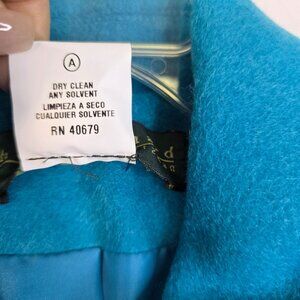 A
DRY CLEAN
ANY SOLVENT
LIMPIEZA A SECO
CUALQUIER SOLVENTE
RN 40679